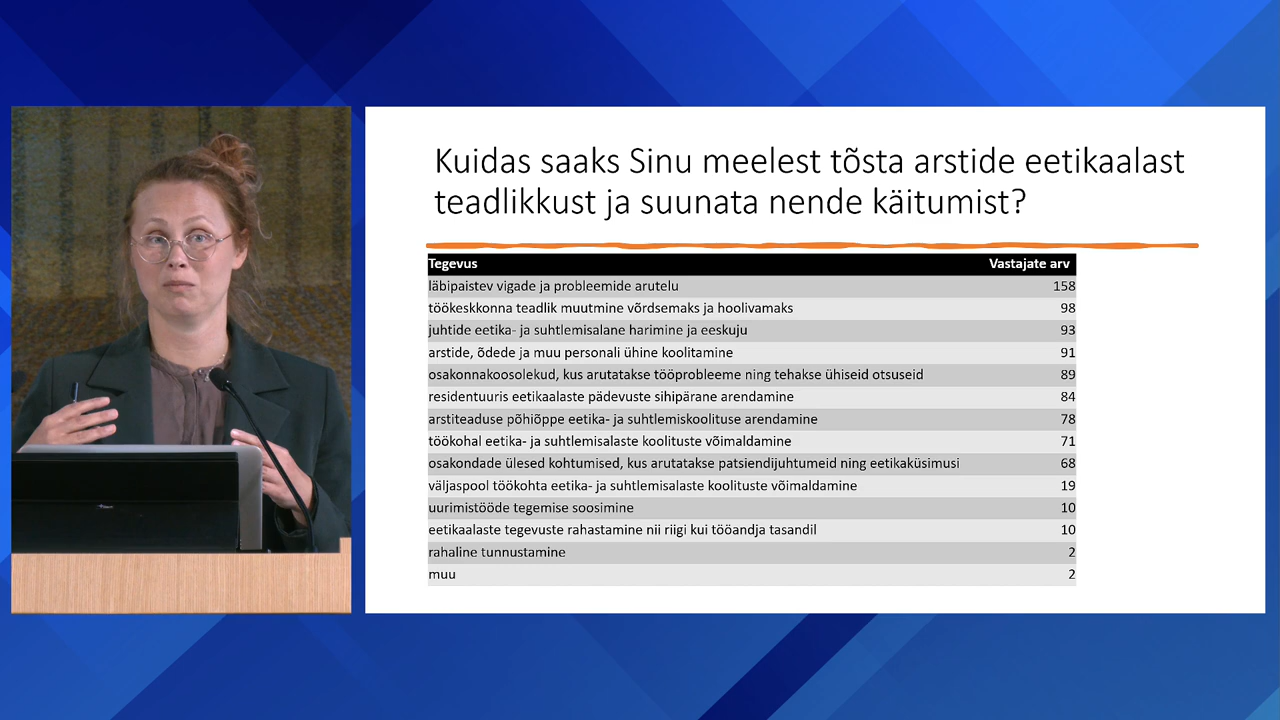 Kuidas saaks Sinu meelest tõsta arstide eetikaalast
teadlikkust ja suunata nende käitumist?
Tegevus Vastajate arv
läbipaistev vigade ja probleemide arutelu 158
töökeskkonna teadlik muutmine võrdsemaks ja hoolivamaks 98
juhtide eetika- ja suhtlemisalane harimine ja eeskuju 93
arstide, õdede ja muu personali ühine koolitamine 91
osakonnakoosolekud, kus arutatakse tööprobleeme ning tehakse ühiseid otsuseid 89
residentuuris eetikaalaste pädevuste sihipärane arendamine 84
arstiteaduse põhiõppe eetika- ja suhtlemiskoolituse arendamine 78
töökohal eetika- ja suhtlemisalaste koolituste võimaldamine 71
osakondade ülesed kohtumised, kus arutatakse patsiendijuhtumeid ning eetikaküsimusi 68
väljaspool töökohta eetika- ja suhtlemisalaste koolituste võimaldamine 19
uurimistööde tegemise soosimine 10
eetikaalaste tegevuste rahastamine nii riigi kui tööandja tasandil 10
rahaline tunnustamine 2
muu 2